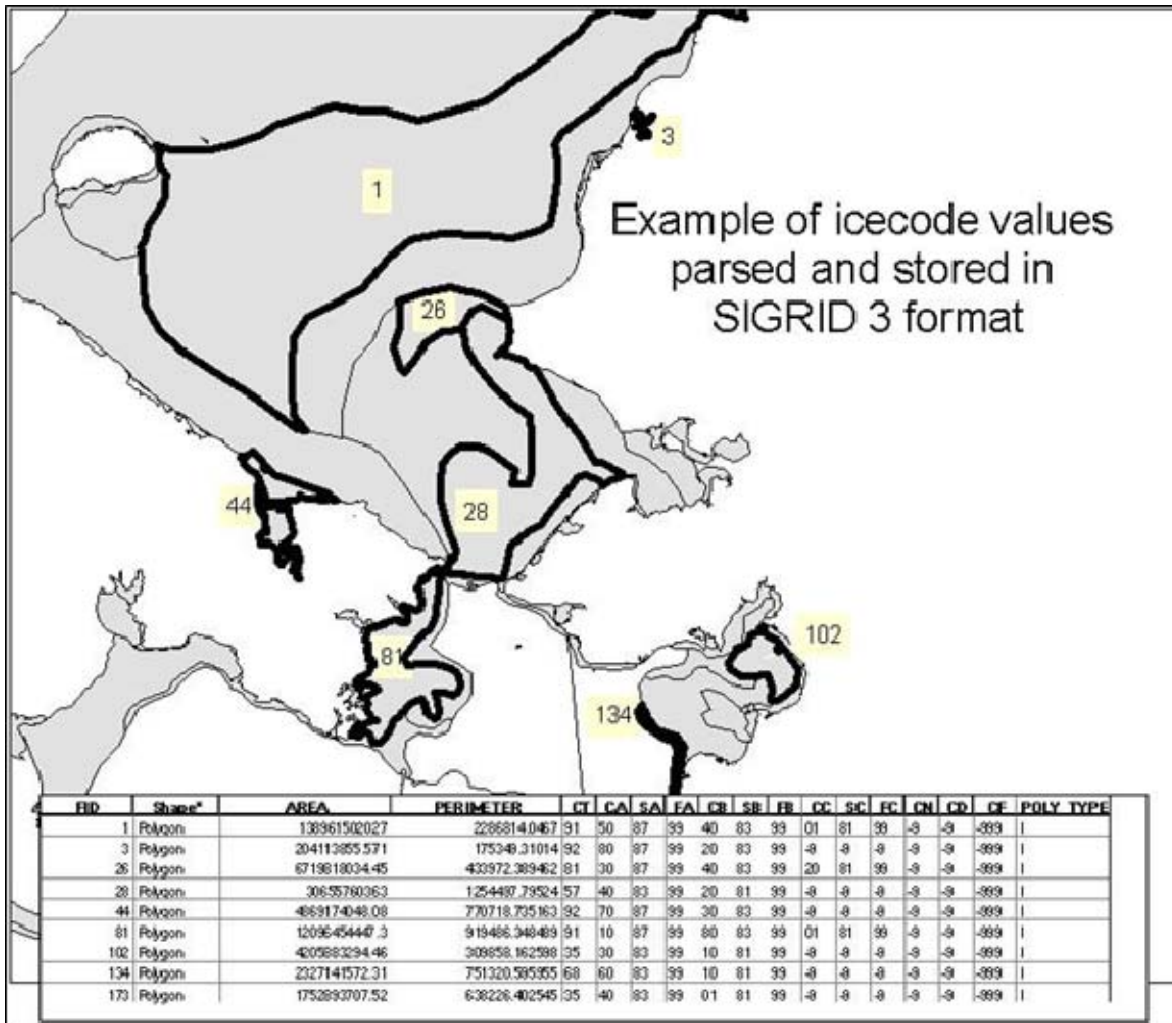 3
1
Example of icecode values
parsed and stored in
SIGRID 3 format
26
44
28
81
102
134
FID Shape* AREA PERIMETER CT CA SA FA CB SB FB CC SC FC CN CD CF POLY_TYPE
1 Polygon 138961502027 2286814.0467 91 50 87 99 40 83 99 01 81 99 -9 -9 -999 I
3 Polygon 204113855.571 175349.31014 92 80 87 99 20 83 99 -9 -9 -9 -9 -9 -999 I
26 Polygon 6719818034.45 433972.389462 81 30 87 99 40 83 99 20 81 99 -9 -9 -999 I
28 Polygon 30655760363 1254497.79524 57 40 83 99 20 81 99 -9 -9 -9 -9 -9 -999 I
44 Polygon 4869174048.08 770718.735163 92 70 87 99 30 83 99 -9 -9 -9 -9 -9 -999 I
81 Polygon 12096454447.3 919486.348489 91 10 87 99 80 83 99 01 81 99 -9 -9 -999 I
102 Polygon 4205883294.46 309858.162598 35 30 83 99 10 81 99 -9 -9 -9 -9 -9 -999 I
134 Polygon 2327141572.31 751320.585955 68 60 83 99 10 81 99 -9 -9 -9 -9 -9 -999 I
173 Polygon 1752893707.52 638226.402545 35 40 83 99 01 81 99 -9 -9 -9 -9 -9 -999 I